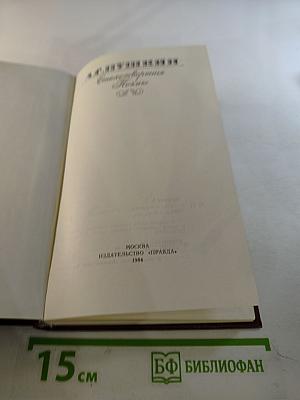 А.С.ПУШКИН
Стихотворения
Поэмы
МОСКВА
ИЗДАТЕЛЬСТВО «ПРАВДА»
1984
15 см
БФ БИБЛИОФАН